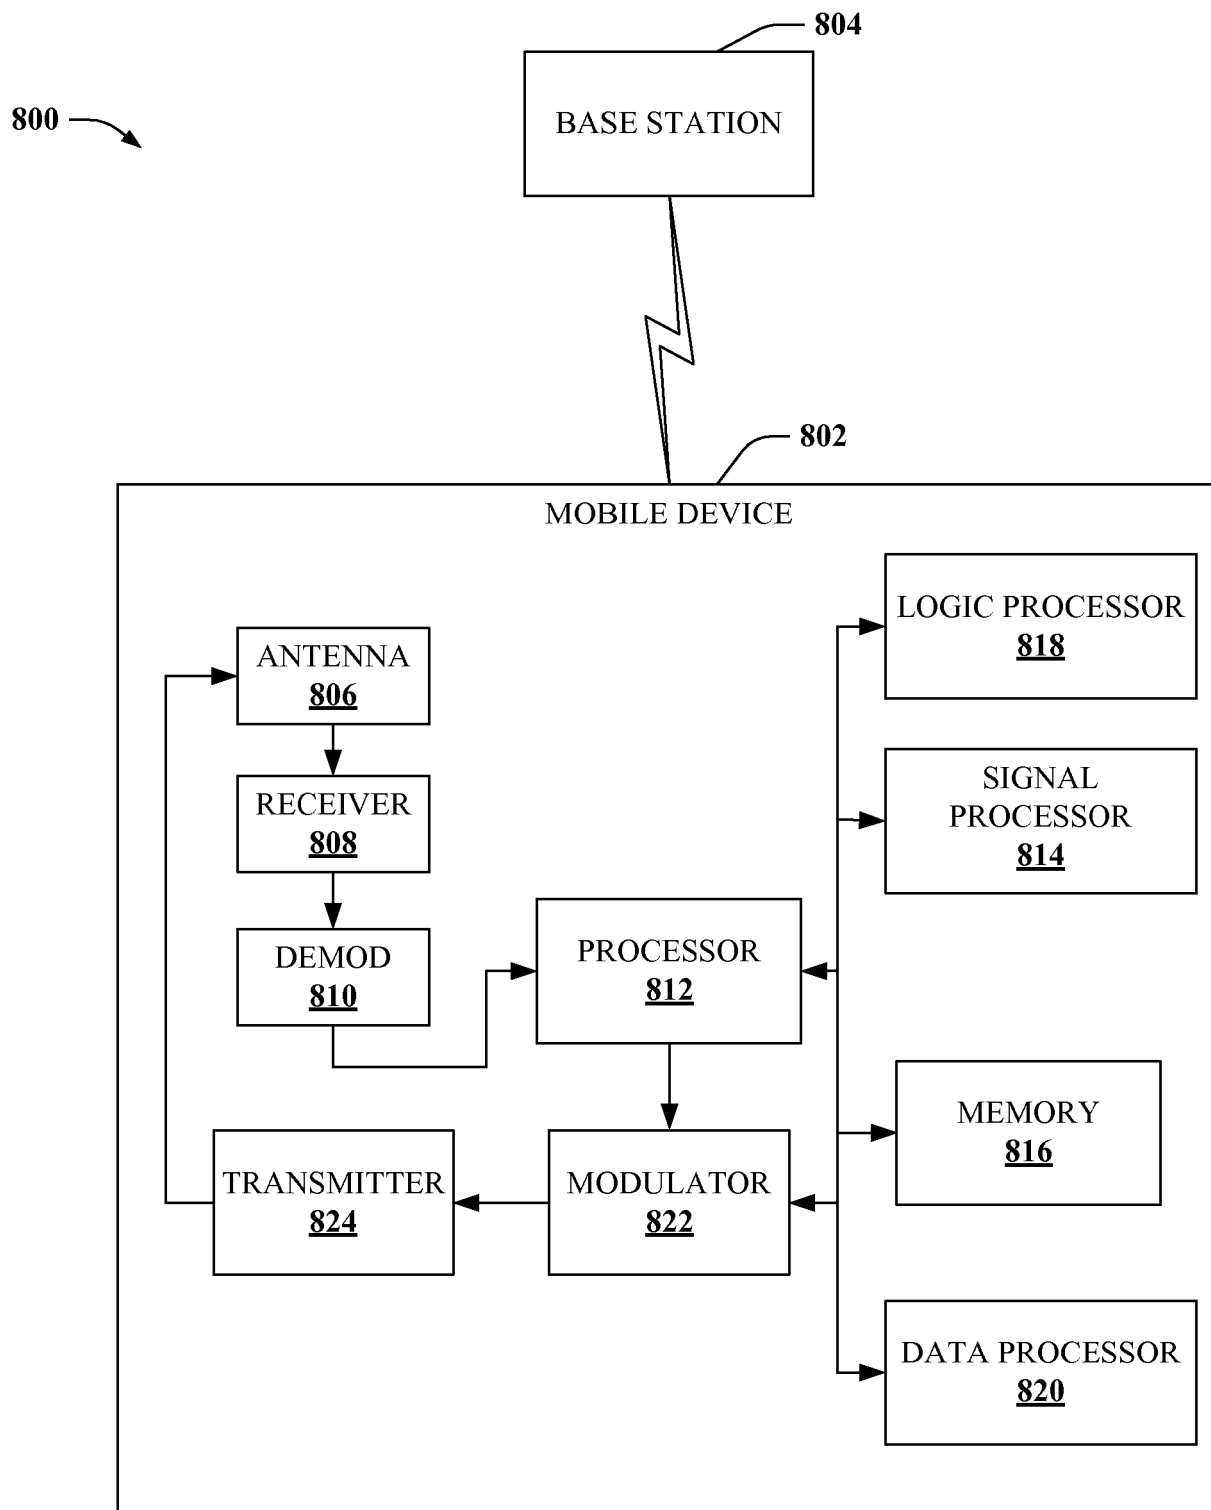 804
800
BASE STATION
802
MOBILE DEVICE
LOGIC PROCESSOR
818
ANTENNA
806
SIGNAL
PROCESSOR
814
RECEIVER
808
PROCESSOR
812
DEMOD
810
MEMORY
816
TRANSMITTER
824
MODULATOR
822
DATA PROCESSOR
820